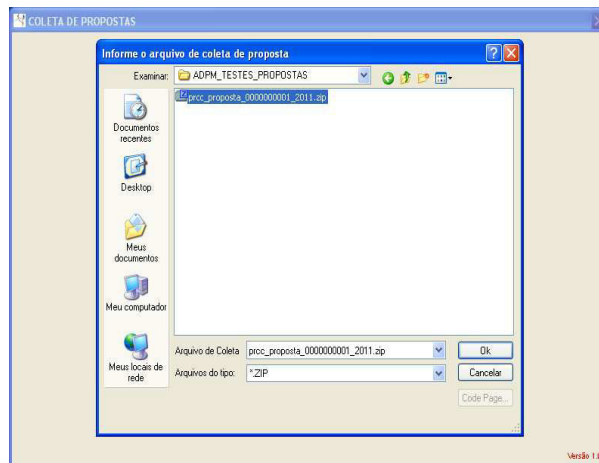 COLETA DE PROPOSTAS
Informe o arquivo de coleta de proposta
Examinar:
ADPM_TESTES_PROPOSTAS
prcc_proposta_0000000001_2011.zip
Documentos
recentes
Desktop
Meus
documentos
Meu computador
Meus locais de
rede
Arquivo de Coleta
prcc_proposta_0000000001_2011.zip
Ok
Arquivos do tipo:
*.ZIP
Cancelar
Code Page...
Versão 1.0